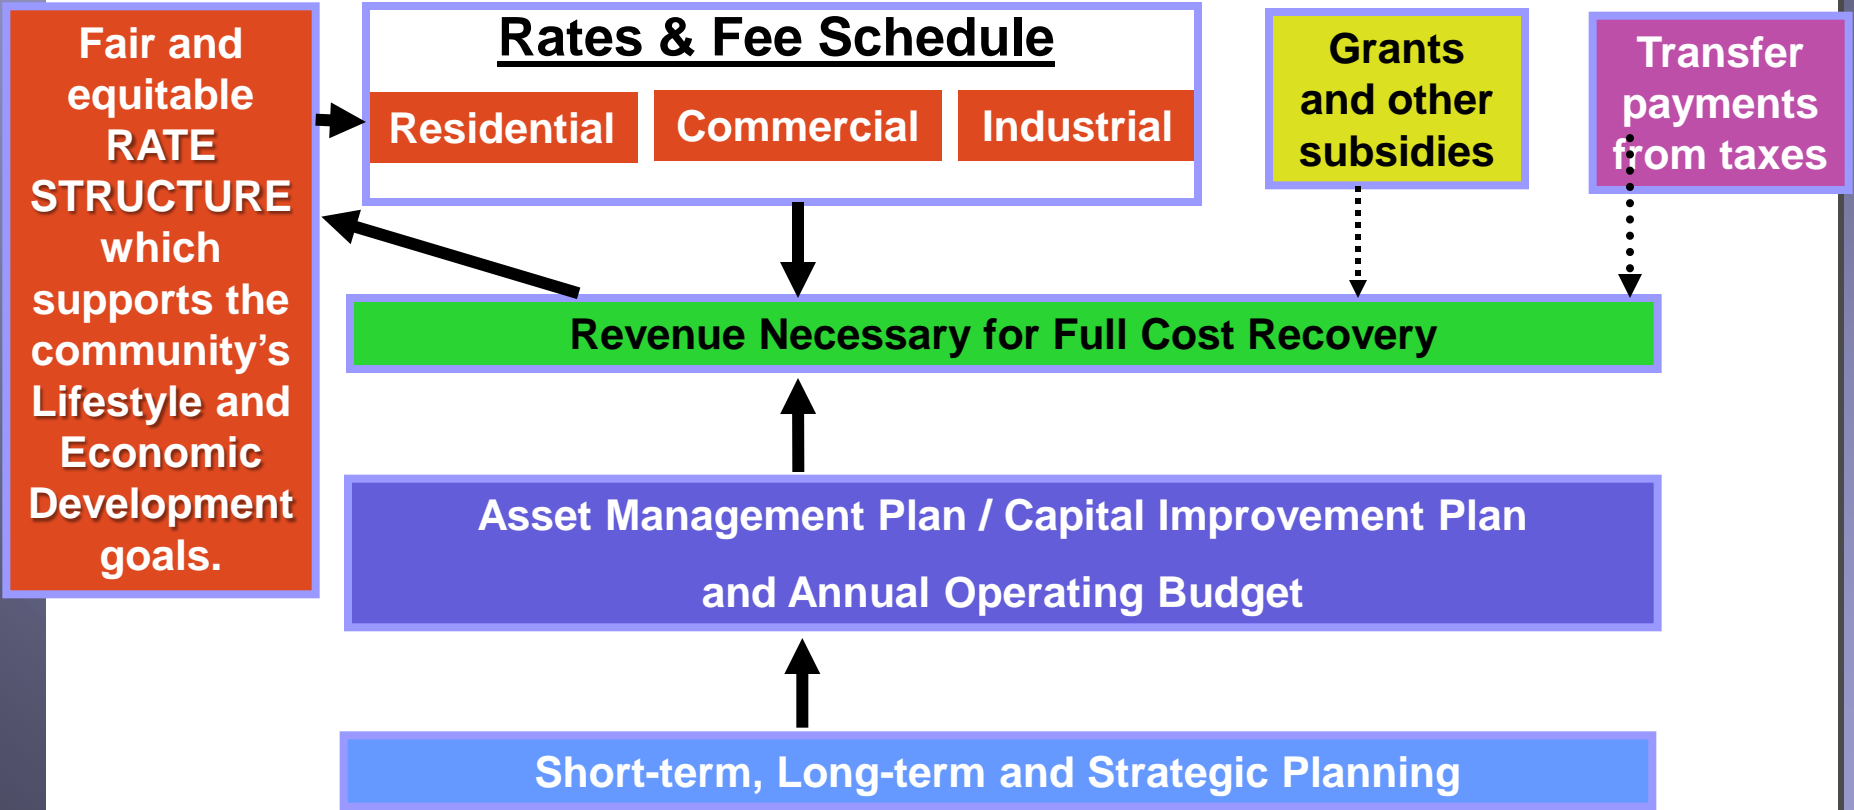 Fair and
equitable
RATE
STRUCTURE
which
supports the
community’s
Lifestyle and
Economic
Development
goals.
Rates & Fee Schedule
Residential
Commercial
Industrial
Grants
and other
subsidies
Transfer
payments
from taxes
Revenue Necessary for Full Cost Recovery
Asset Management Plan / Capital Improvement Plan
and Annual Operating Budget
Short-term, Long-term and Strategic Planning